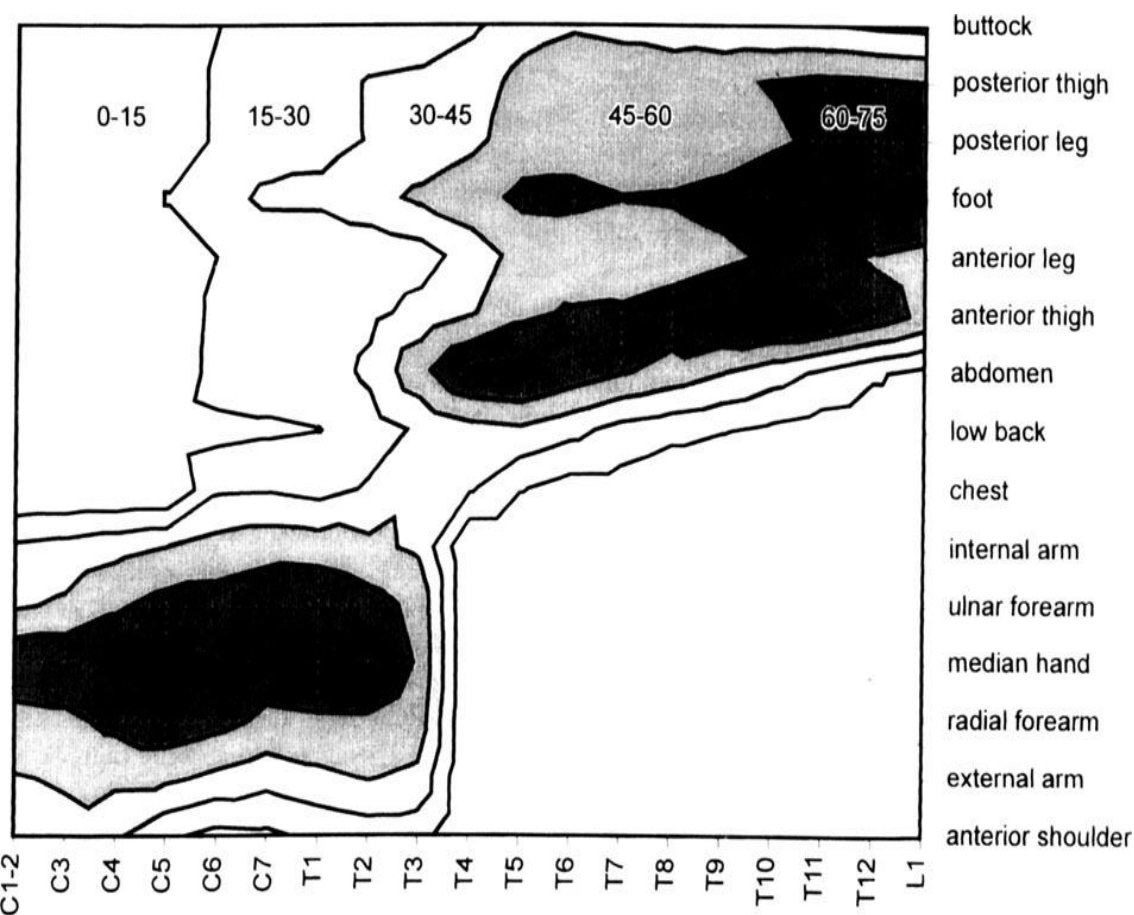 buttock
posterior thigh
0-15 15-30 30-45 45-60 60-75
posterior leg
foot
anterior leg
anterior thigh
abdomen
low back
chest
internal arm
ulnar forearm
median hand
radial forearm
external arm
anterior shoulder
C1-2 C3 C4 C5 C6 C7 T1 T2 T3 T4 T5 T6 T7 T8 T9 T10 T11 T12 L1